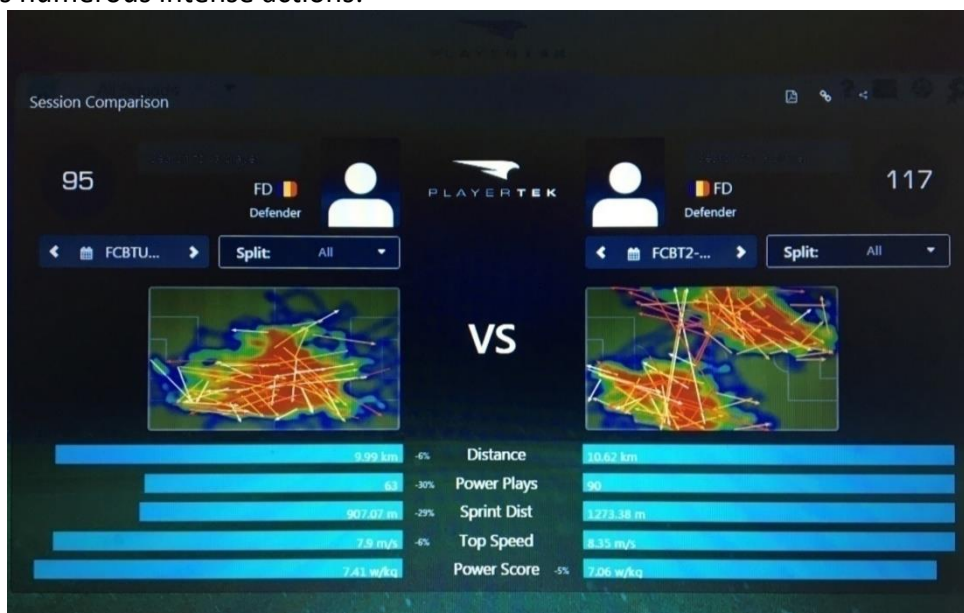 s numerous intense actions.
Session Comparison
95
FD
Defender
PLAYERTEK
FD
Defender
117
FCBTU...
Split: All
FCBT2-...
Split: All
VS
9.99 km -6% Distance 10.62 km
63 -30% Power Plays 90
907.07 m -29% Sprint Dist 1273.38 m
7.9 m/s -6% Top Speed 8.35 m/s
7.41 w/kg Power Score -5% 7.06 w/kg